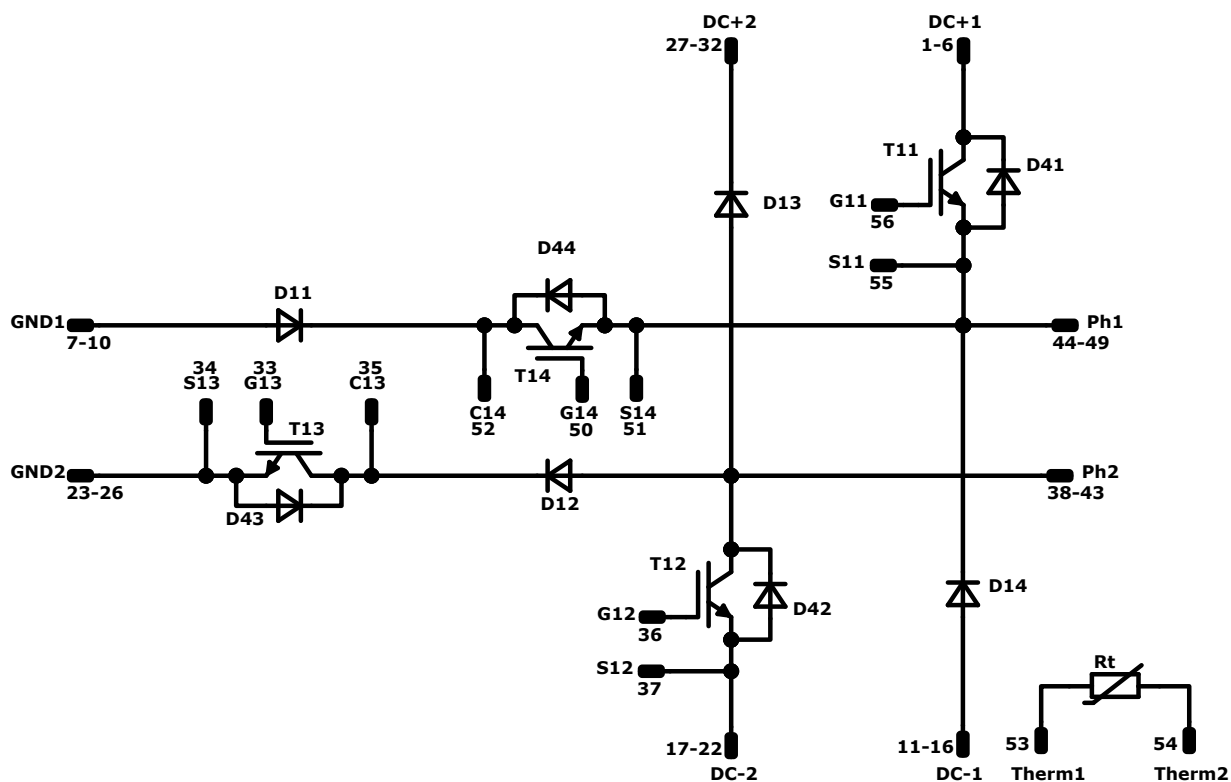 DC+2
27-32
DC+1
1-6
T11
D41
G11
56
D13
S11
55
D44
D11
GND1
7-10
Ph1
44-49
T14
C14
52
G14
50
S14
51
34
S13
33
G13
35
C13
T13
GND2
23-26
D43
D12
Ph2
38-43
T12
G12
36
D42
D14
S12
37
Rt
17-22
DC-2
11-16
DC-1
53
Therm1
54
Therm2